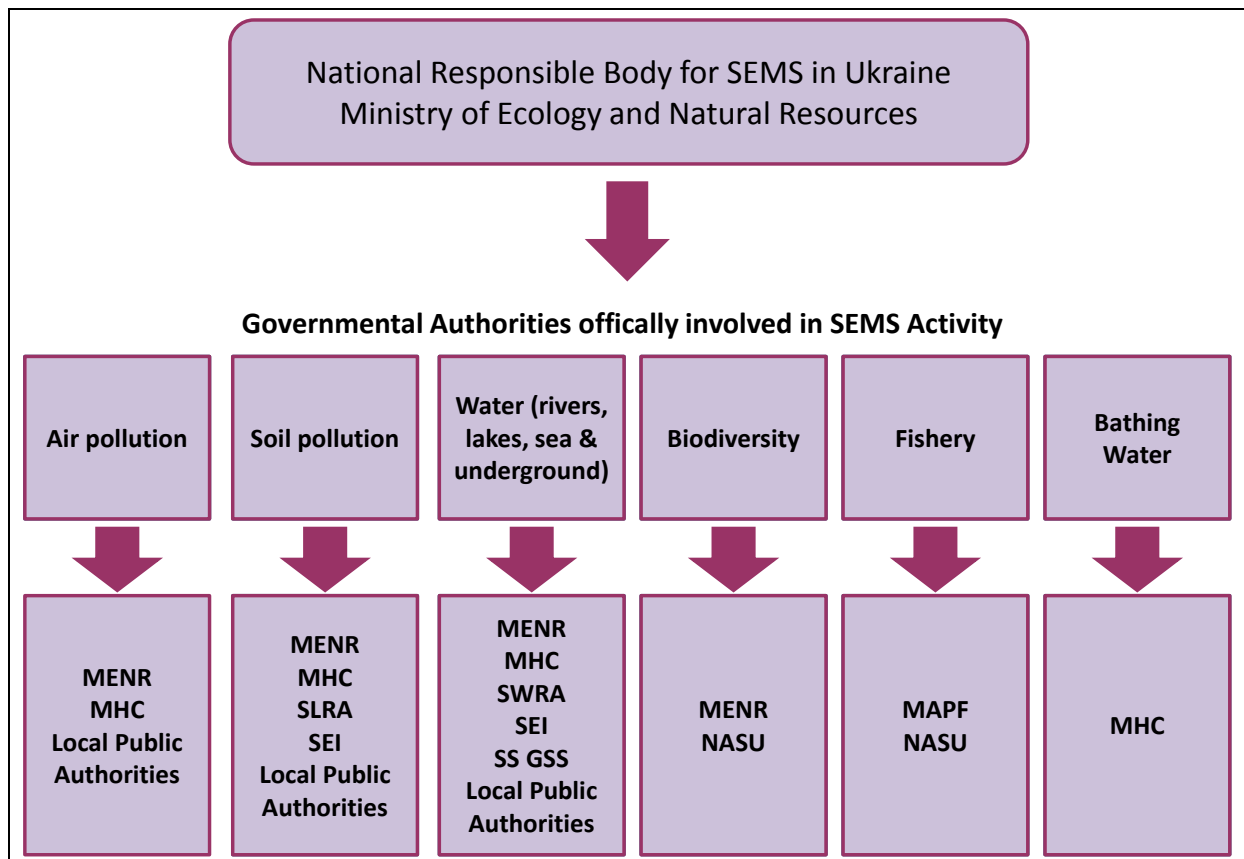 National Responsible Body for SEMS in Ukraine
Ministry of Ecology and Natural Resources
Governmental Authorities offically involved in SEMS Activity
Air pollution
Soil pollution
Water (rivers,
lakes, sea &
underground)
Biodiversity
Fishery
Bathing
Water
MENR
MHC
Local Public
Authorities
MENR
MHC
SLRA
SEI
Local Public
Authorities
MENR
MHC
SWRA
SEI
SS GSS
Local Public
Authorities
MENR
NASU
MAPF
NASU
MHC